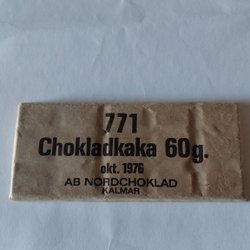 771
Chokladkaka 60g.
okt. 1976
AB NORDCHOKLAD
KALMAR